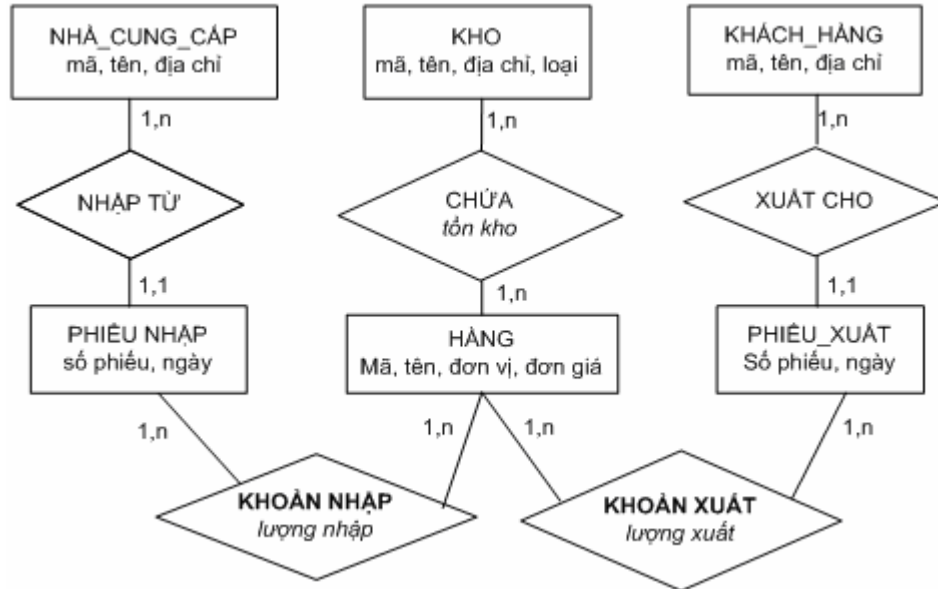 NHÀ_CUNG_CẤP
mã, tên, địa chỉ
KHO
mã, tên, địa chỉ, loại
KHÁCH_HÀNG
mã, tên, địa chỉ
1,n
1,n
1,n
NHẬP TỪ
CHỨA
tồn kho
XUẤT CHO
1,1
1,n
1,1
PHIẾU NHẬP
số phiếu, ngày
HÀNG
Mã, tên, đơn vị, đơn giá
PHIẾU_XUẤT
Số phiếu, ngày
1,n
1,n
1,n
1,n
KHOẢN NHẬP
lượng nhập
KHOẢN XUẤT
lượng xuất